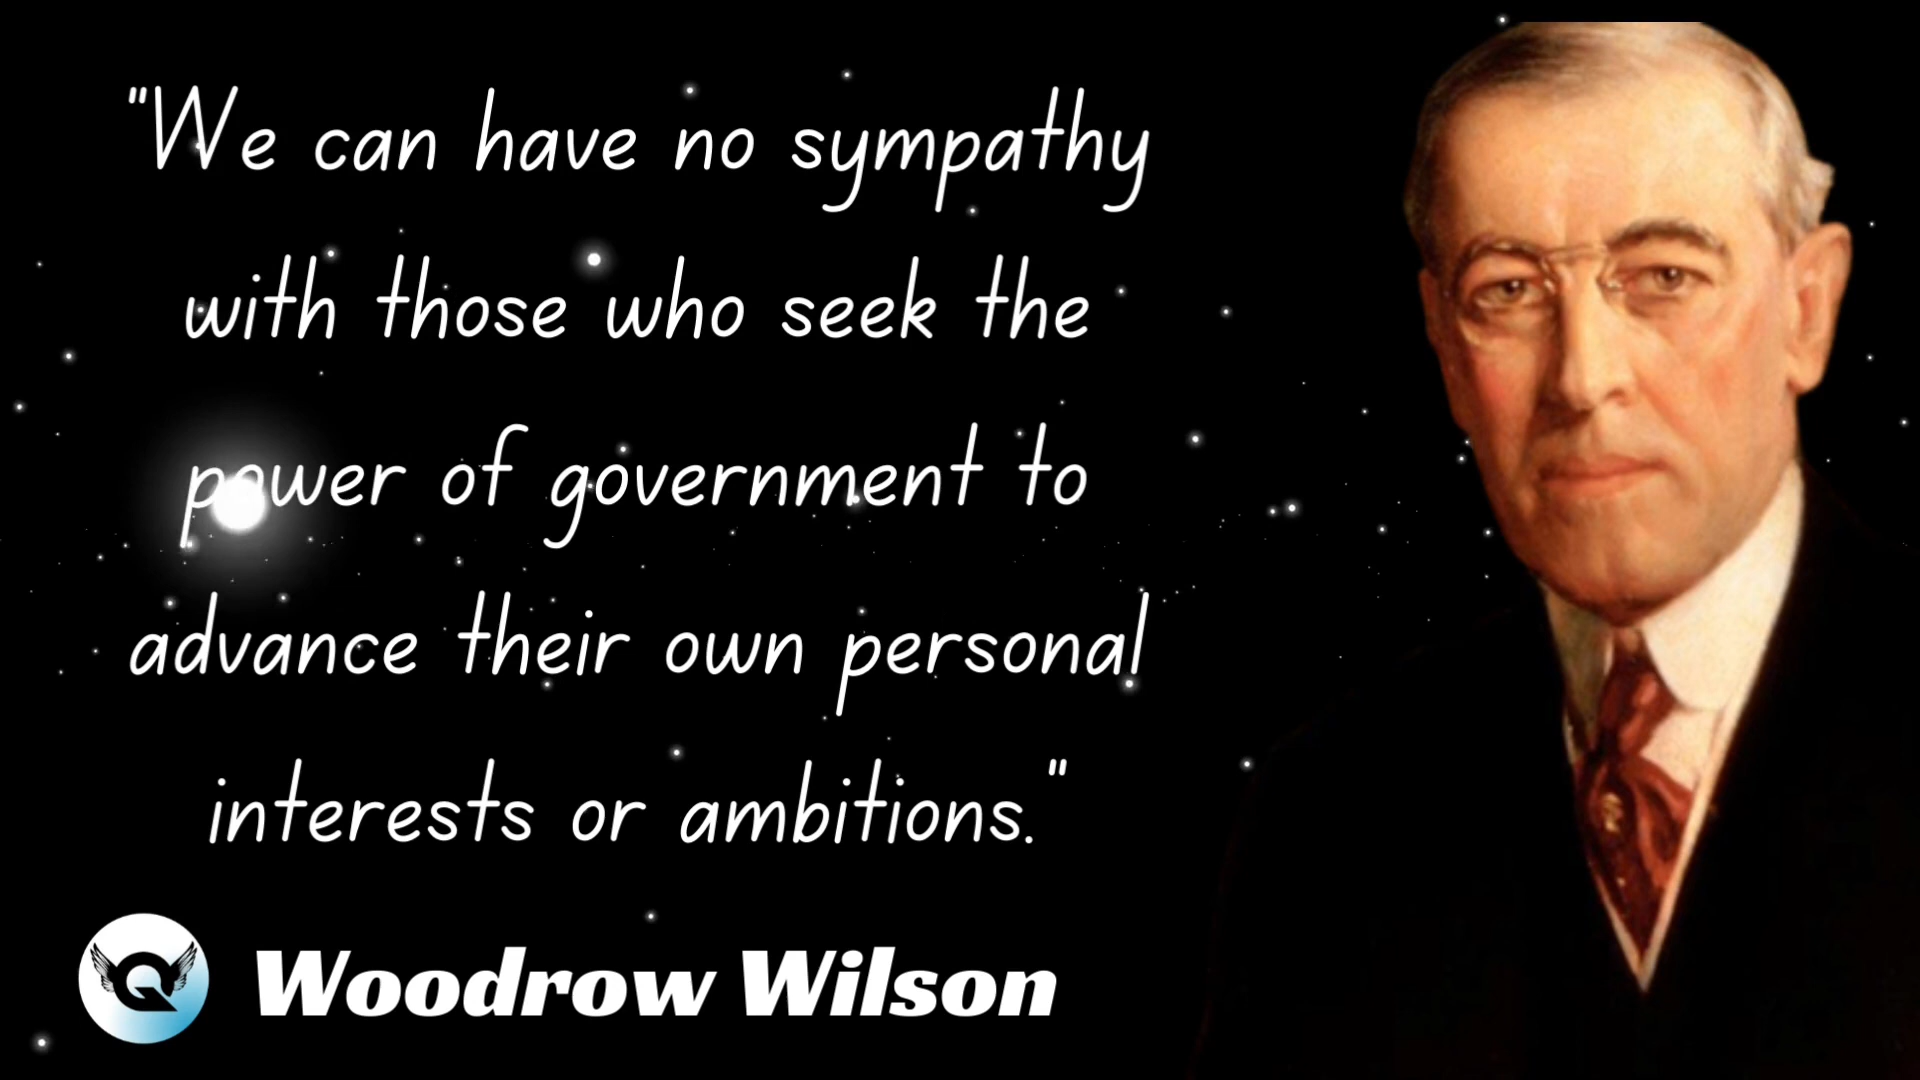 "We can have no sympathy
with those who seek the
power of government to
advance their own personal
interests or ambitions."
Q
Woodrow Wilson